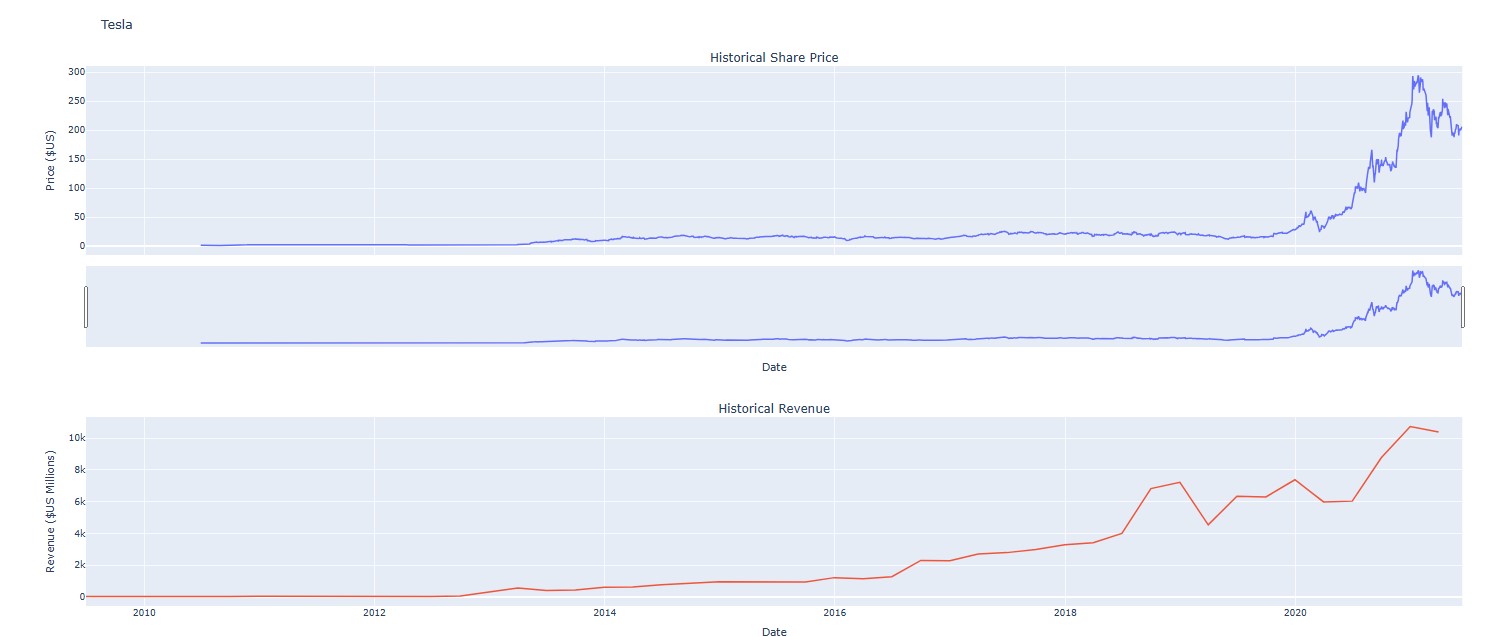 Tesla
Historical Share Price
300
250
200
150
100
50
0
Price ($US)
Date
Historical Revenue
10k
8k
6k
4k
2k
0
Revenue ($US Millions)
2010 2012 2014 2016 2018 2020
Date